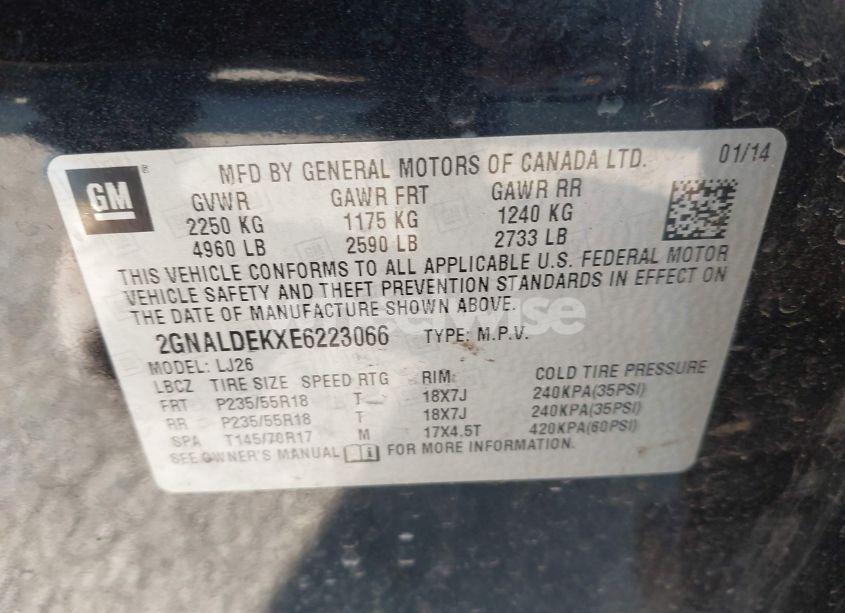 GM
MFD BY GENERAL MOTORS OF CANADA LTD. 01/14
GVWR GAWR FRT GAWR RR
2250 KG 1175 KG 1240 KG
4960 LB 2590 LB 2733 LB
THIS VEHICLE CONFORMS TO ALL APPLICABLE U.S. FEDERAL MOTOR
VEHICLE SAFETY AND THEFT PREVENTION STANDARDS IN EFFECT ON
THE DATE OF MANUFACTURE SHOWN ABOVE.
2GNALDEKXE6223066 TYPE: M.P.V.
MODEL: LJ26
LBCZ TIRE SIZE SPEED RTG RIM: COLD TIRE PRESSURE
FRT P235/55R18 T 18X7J 240KPA(35PSI)
RR P235/55R18 T 18X7J 240KPA(35PSI)
SPA T145/70R17 M 17X4.5T 420KPA(60PSI)
SEE OWNER'S MANUAL FOR MORE INFORMATION.